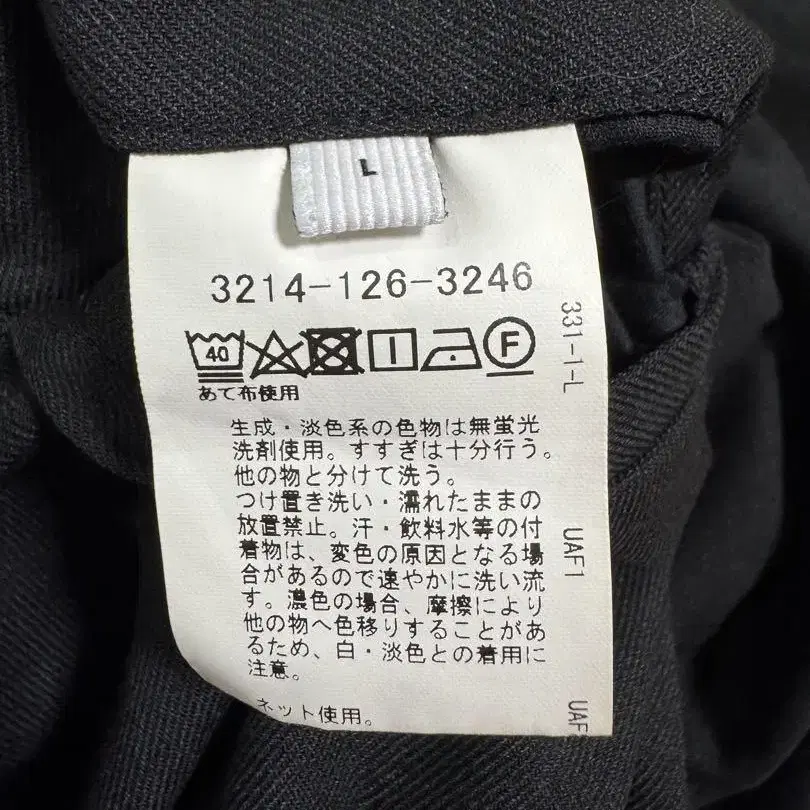 L
3214-126-3246
40
F
あて布使用
生成・淡色系の色物は無蛍光
洗剤使用。すすぎは十分行う。
他の物と分けて洗う。
つけ置き洗い・濡れたままの
放置禁止。汗・飲料水等の付
着物は、変色の原因となる場
合があるので速やかに洗い流
す。濃色の場合、摩擦により
他の物へ色移りすることがあ
るため、白・淡色との着用に
注意。
ネット使用。
331-1-L
UAF1